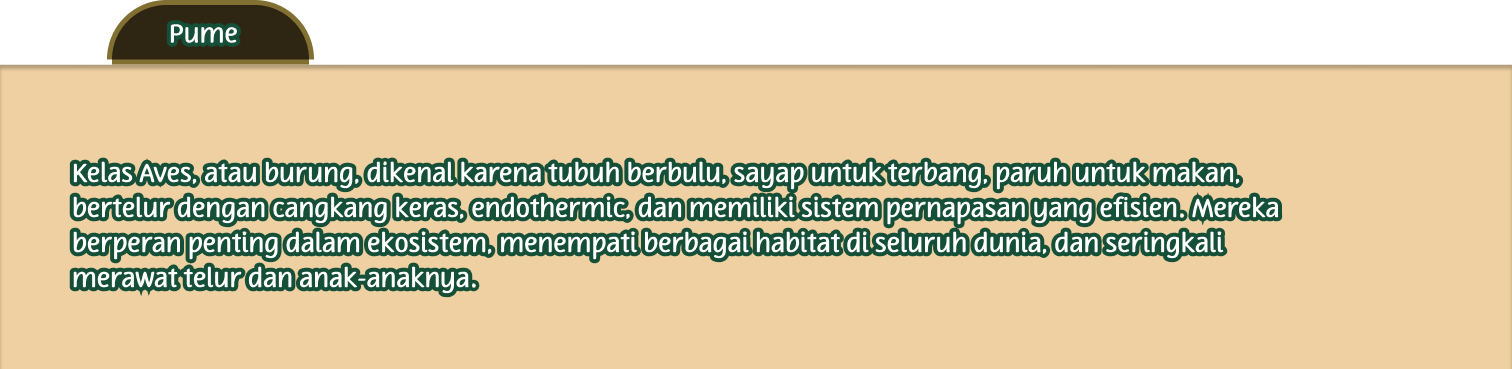 Pume
Kelas Aves, atau burung, dikenal karena tubuh berbulu, sayap untuk terbang, paruh untuk makan,
bertelur dengan cangkang keras, endothermic, dan memiliki sistem pernapasan yang efisien. Mereka
berperan penting dalam ekosistem, menempati berbagai habitat di seluruh dunia, dan seringkali
merawat telur dan anak-anaknya.